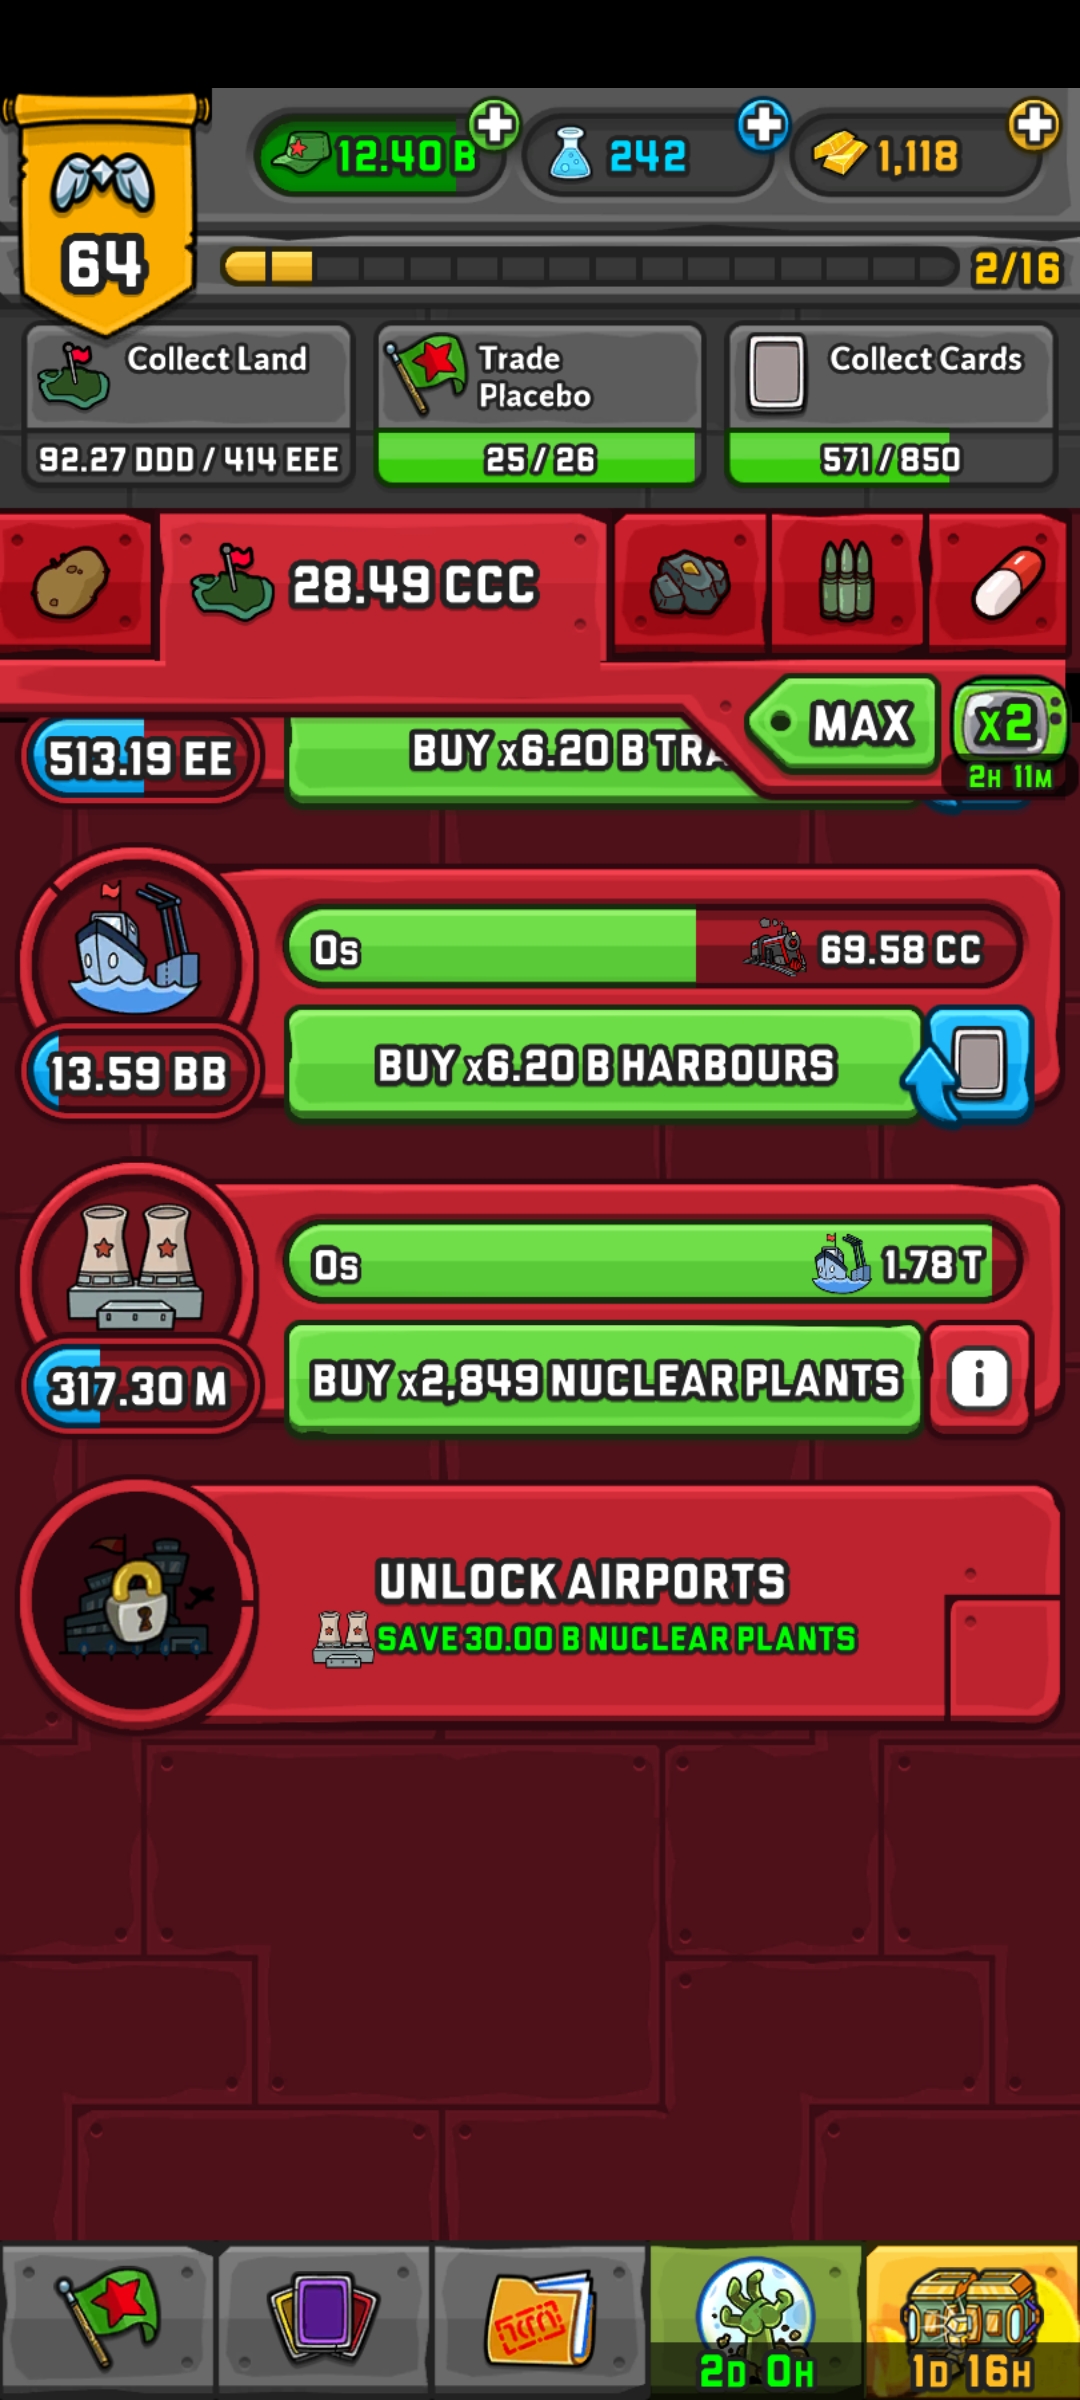 12.40 B
242
1,118
64
2/16
Collect Land
92.27 DDD / 414 EEE
Trade
Placebo
25 / 26
Collect Cards
571 / 850
28.49 CCC
MAX
x2
2H 11M
513.19 EE
BUY x6.20 B TRA
0s
69.58 CC
13.59 BB
BUY x6.20 B HARBOURS
0s
1.78 T
317.30 M
BUY x2,849 NUCLEAR PLANTS
i
UNLOCK AIRPORTS
SAVE 30.00 B NUCLEAR PLANTS
2D 0H
1D 16H